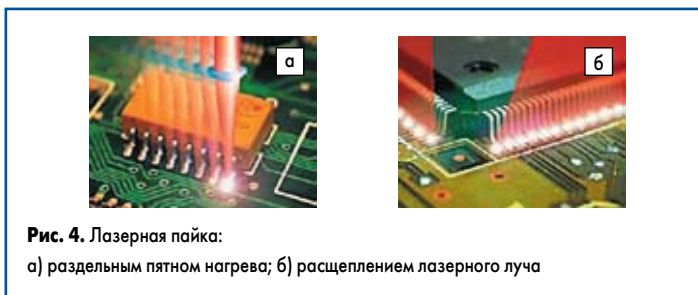 а
б
Рис. 4. Лазерная пайка:
а) раздельным пятном нагрева; б) расщеплением лазерного луча